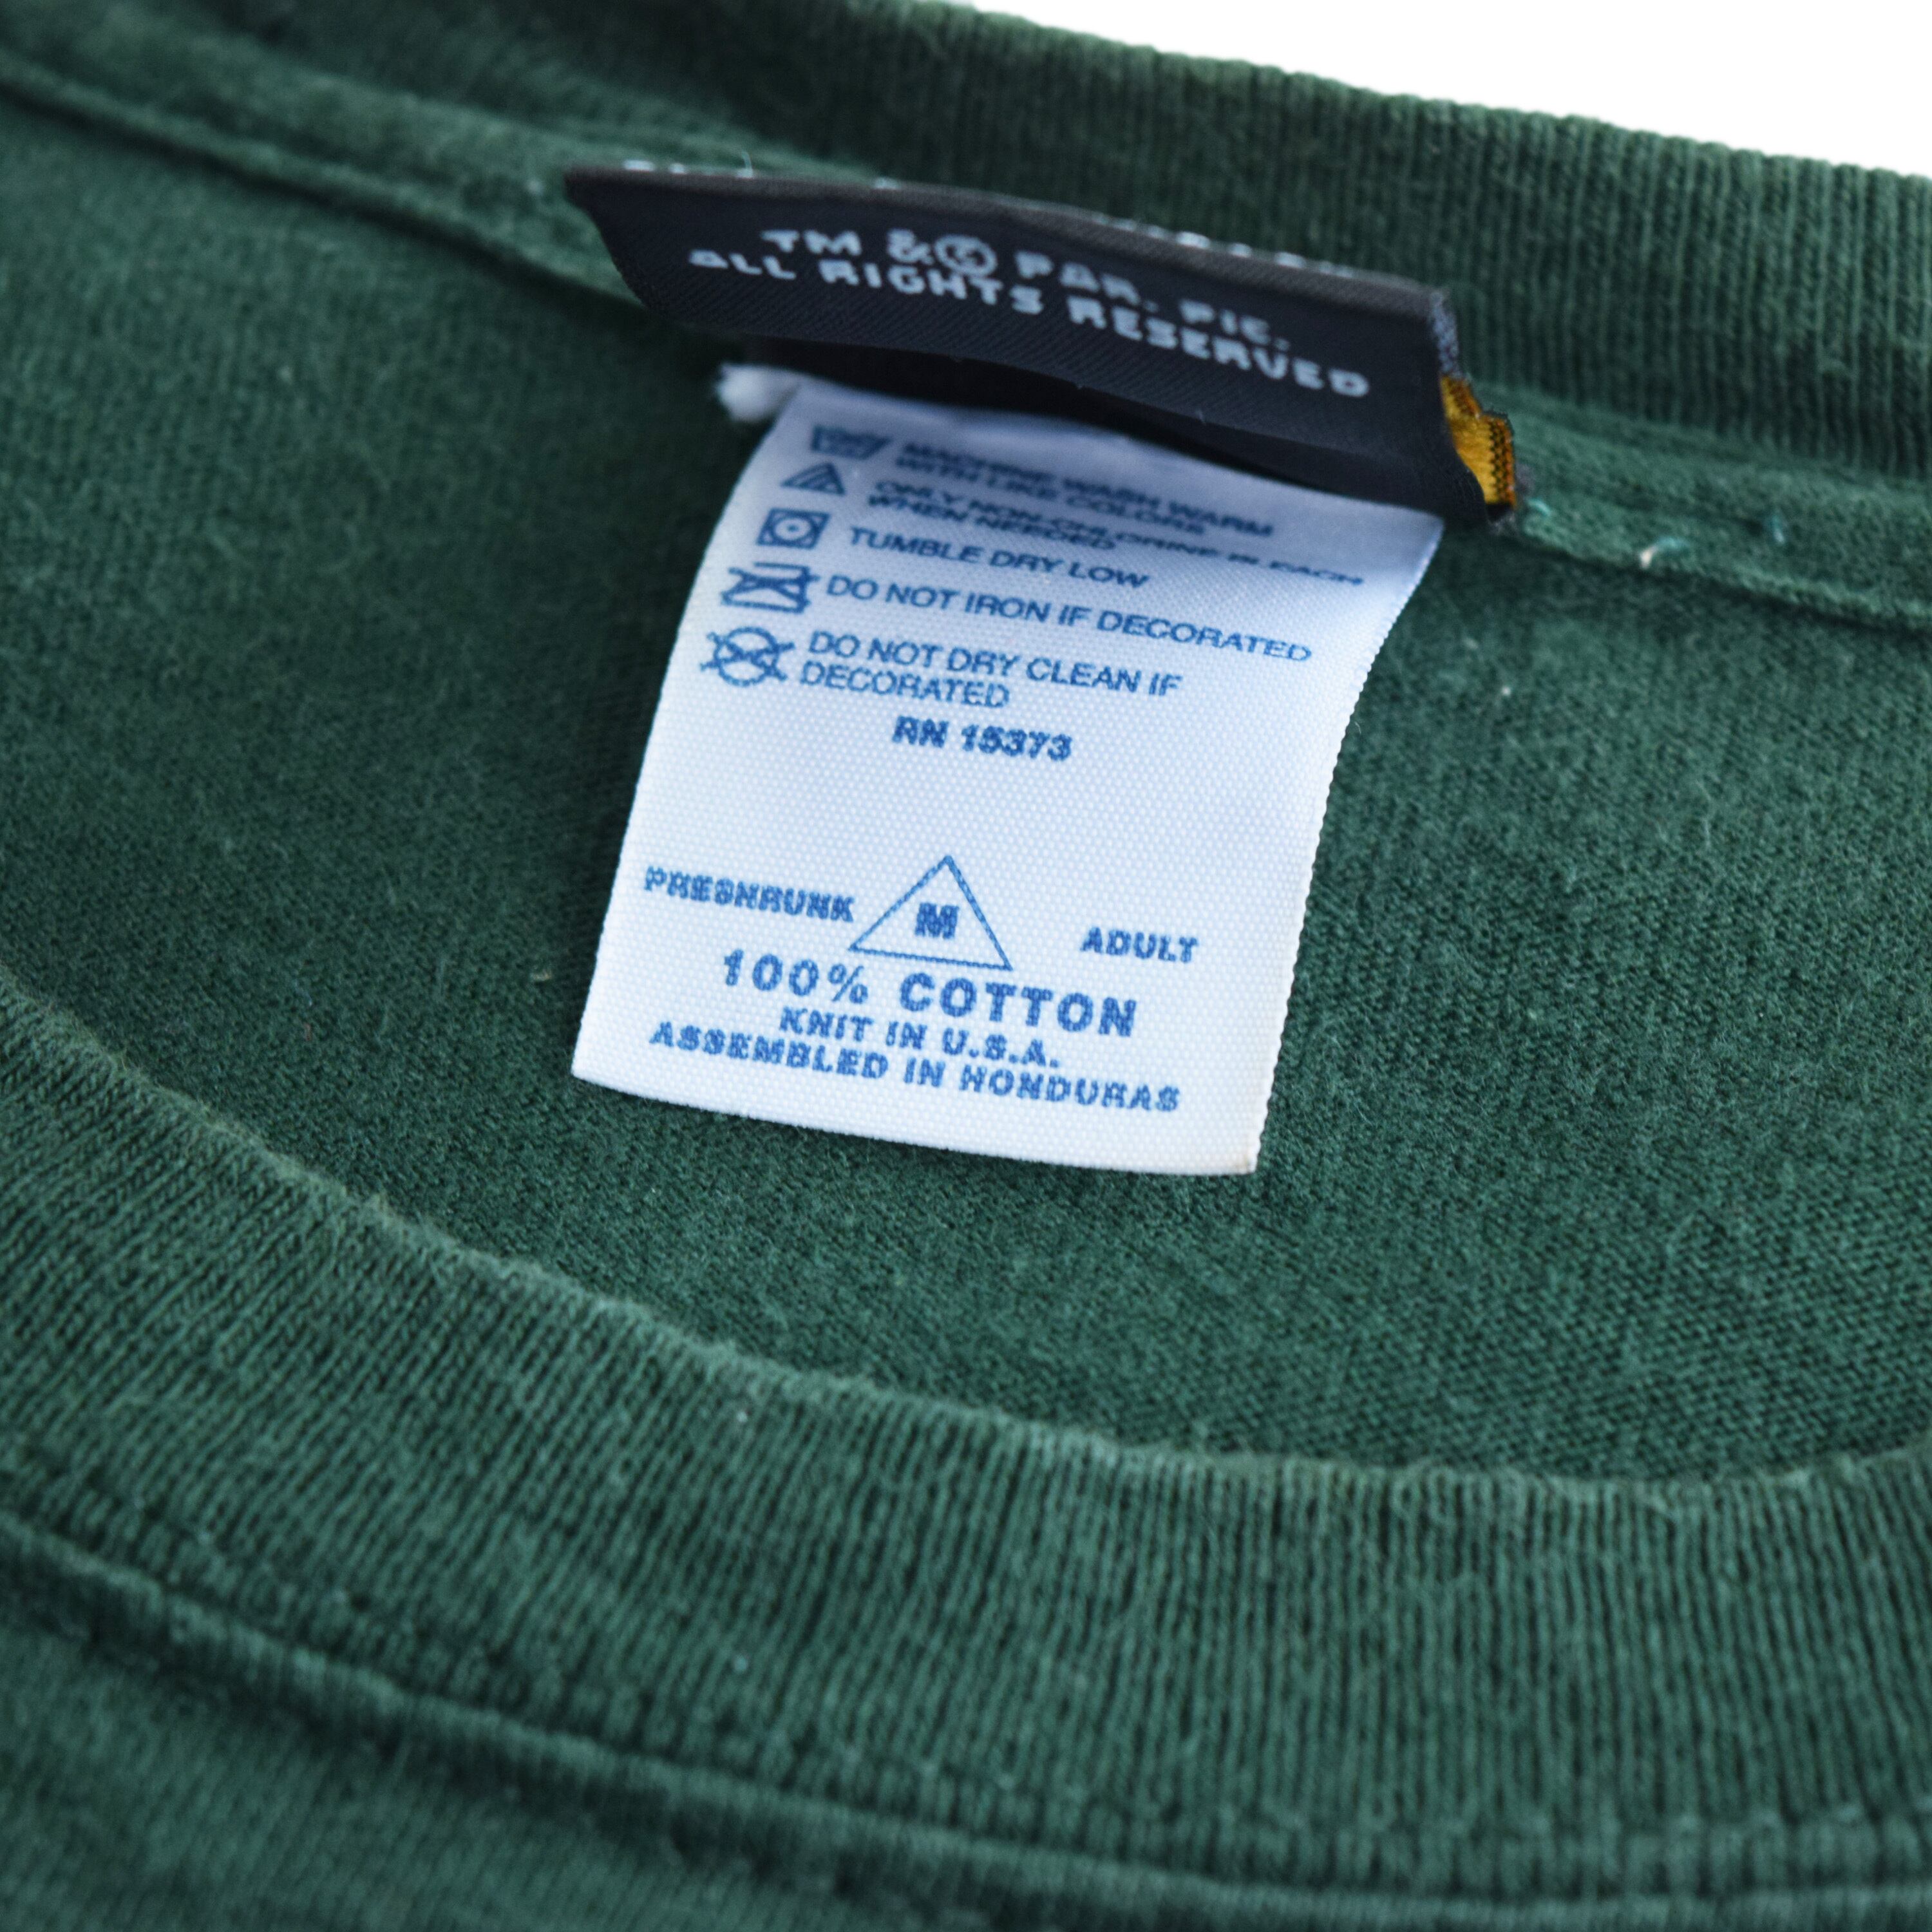 TM & © PAR. PIC.
ALL RIGHTS RESERVED
MACHINE WASH WARM
WITH LIKE COLORS
ONLY NON-CHLORINE BLEACH
WHEN NEEDED
TUMBLE DRY LOW
DO NOT IRON IF DECORATED
DO NOT DRY CLEAN IF
DECORATED
RN 15373
PRESHRUNK M ADULT
100% COTTON
KNIT IN U.S.A.
ASSEMBLED IN HONDURAS